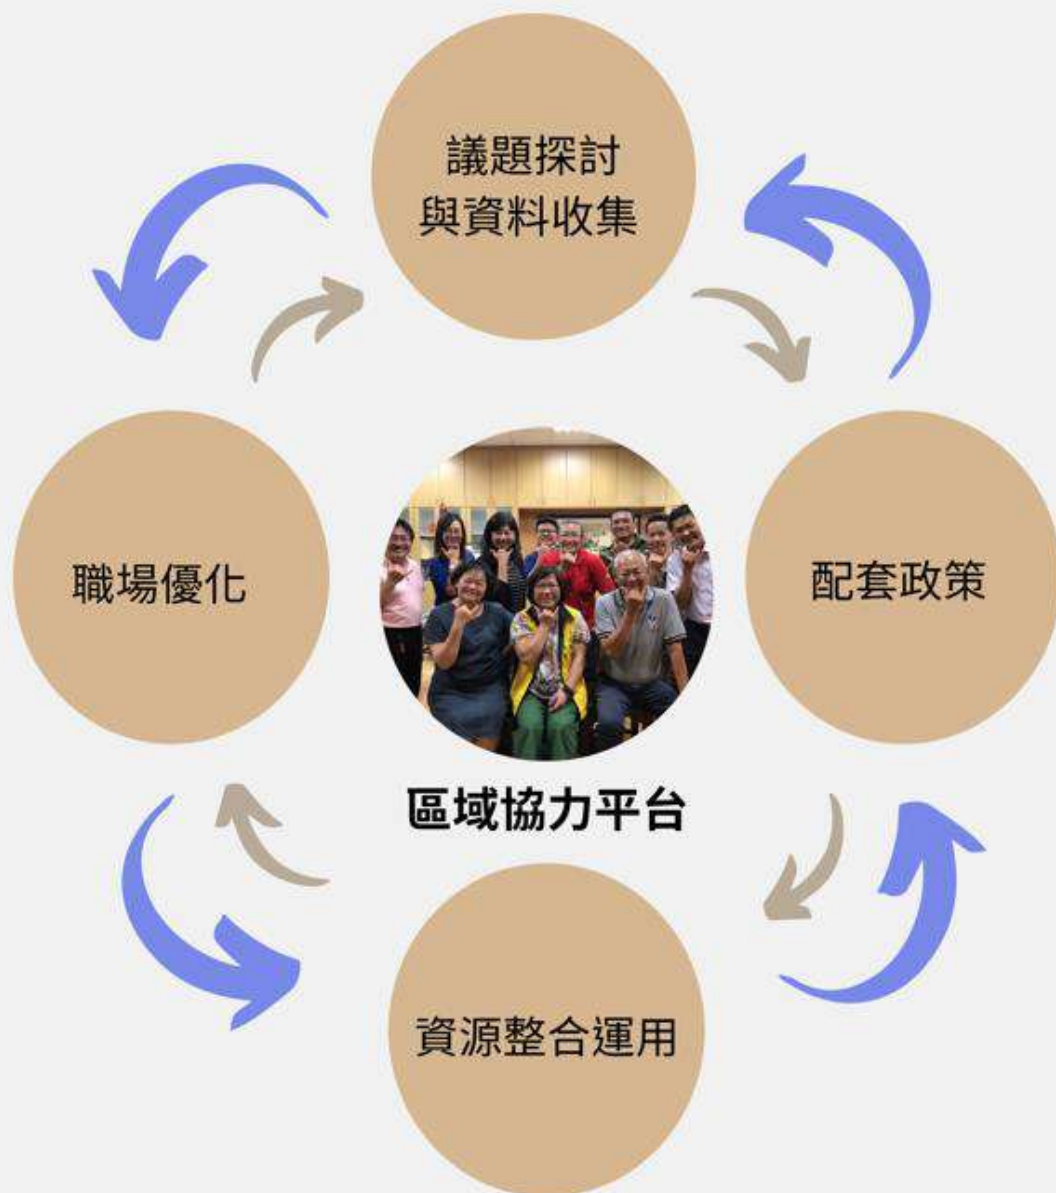 議題探討
與資料收集
職場優化
配套政策
區域協力平台
資源整合運用